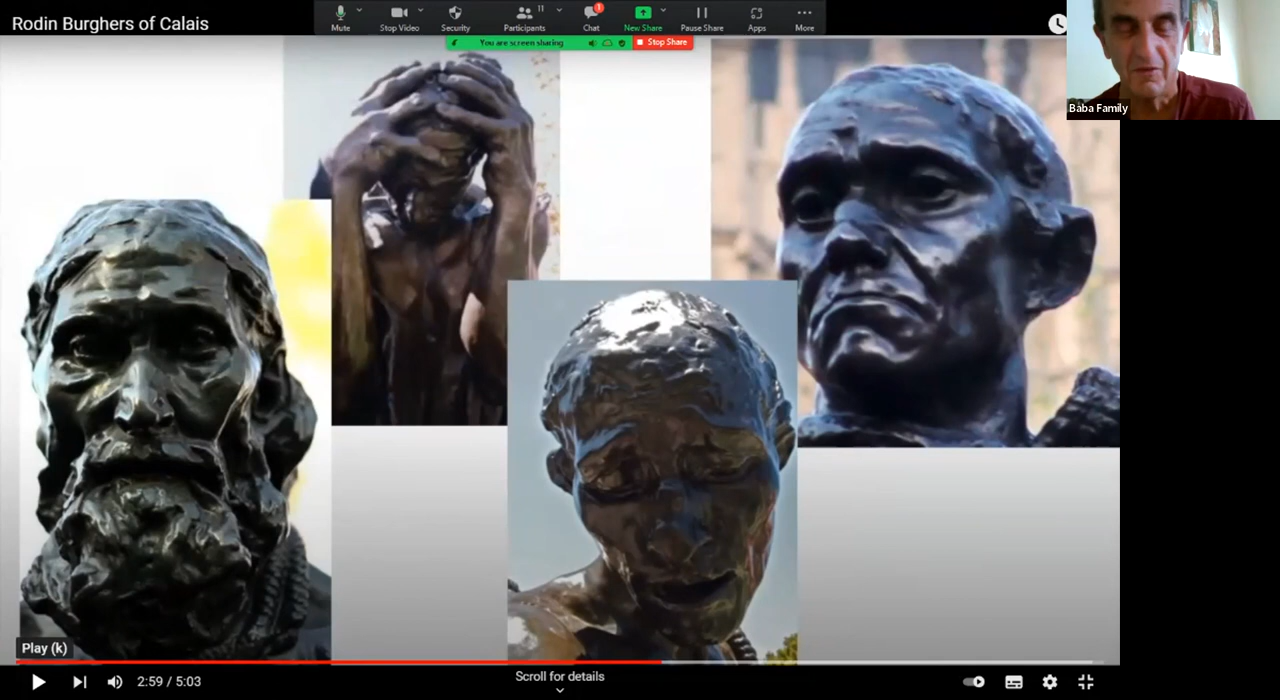 Rodin Burghers of Calais
Mute
Stop Video
Security
11
Participants
1
Chat
New Share
Pause Share
Apps
More
You are screen sharing
Stop Share
Baba Family
Play (k)
2:59 / 5:03
Scroll for details